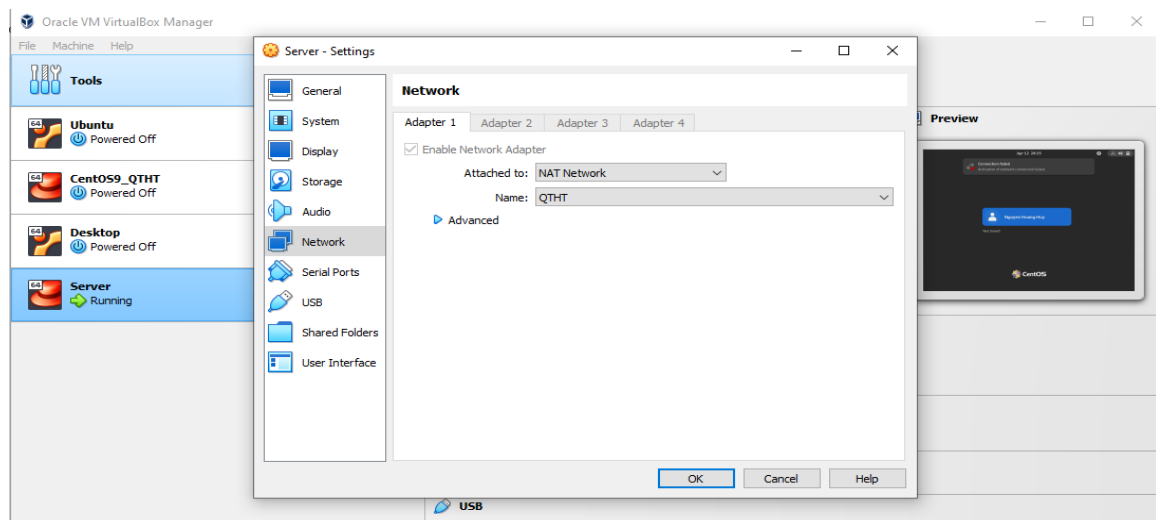 Oracle VM VirtualBox Manager
File Machine Help
Tools
Ubuntu
Powered Off
CentOS9_QTHT
Powered Off
Desktop
Powered Off
Server
Running
Server - Settings
General
System
Display
Storage
Audio
Network
Serial Ports
USB
Shared Folders
User Interface
Network
Adapter 1 Adapter 2 Adapter 3 Adapter 4
Enable Network Adapter
Attached to: NAT Network
Name: QTHT
Advanced
OK Cancel Help
Preview
CentOS
USB